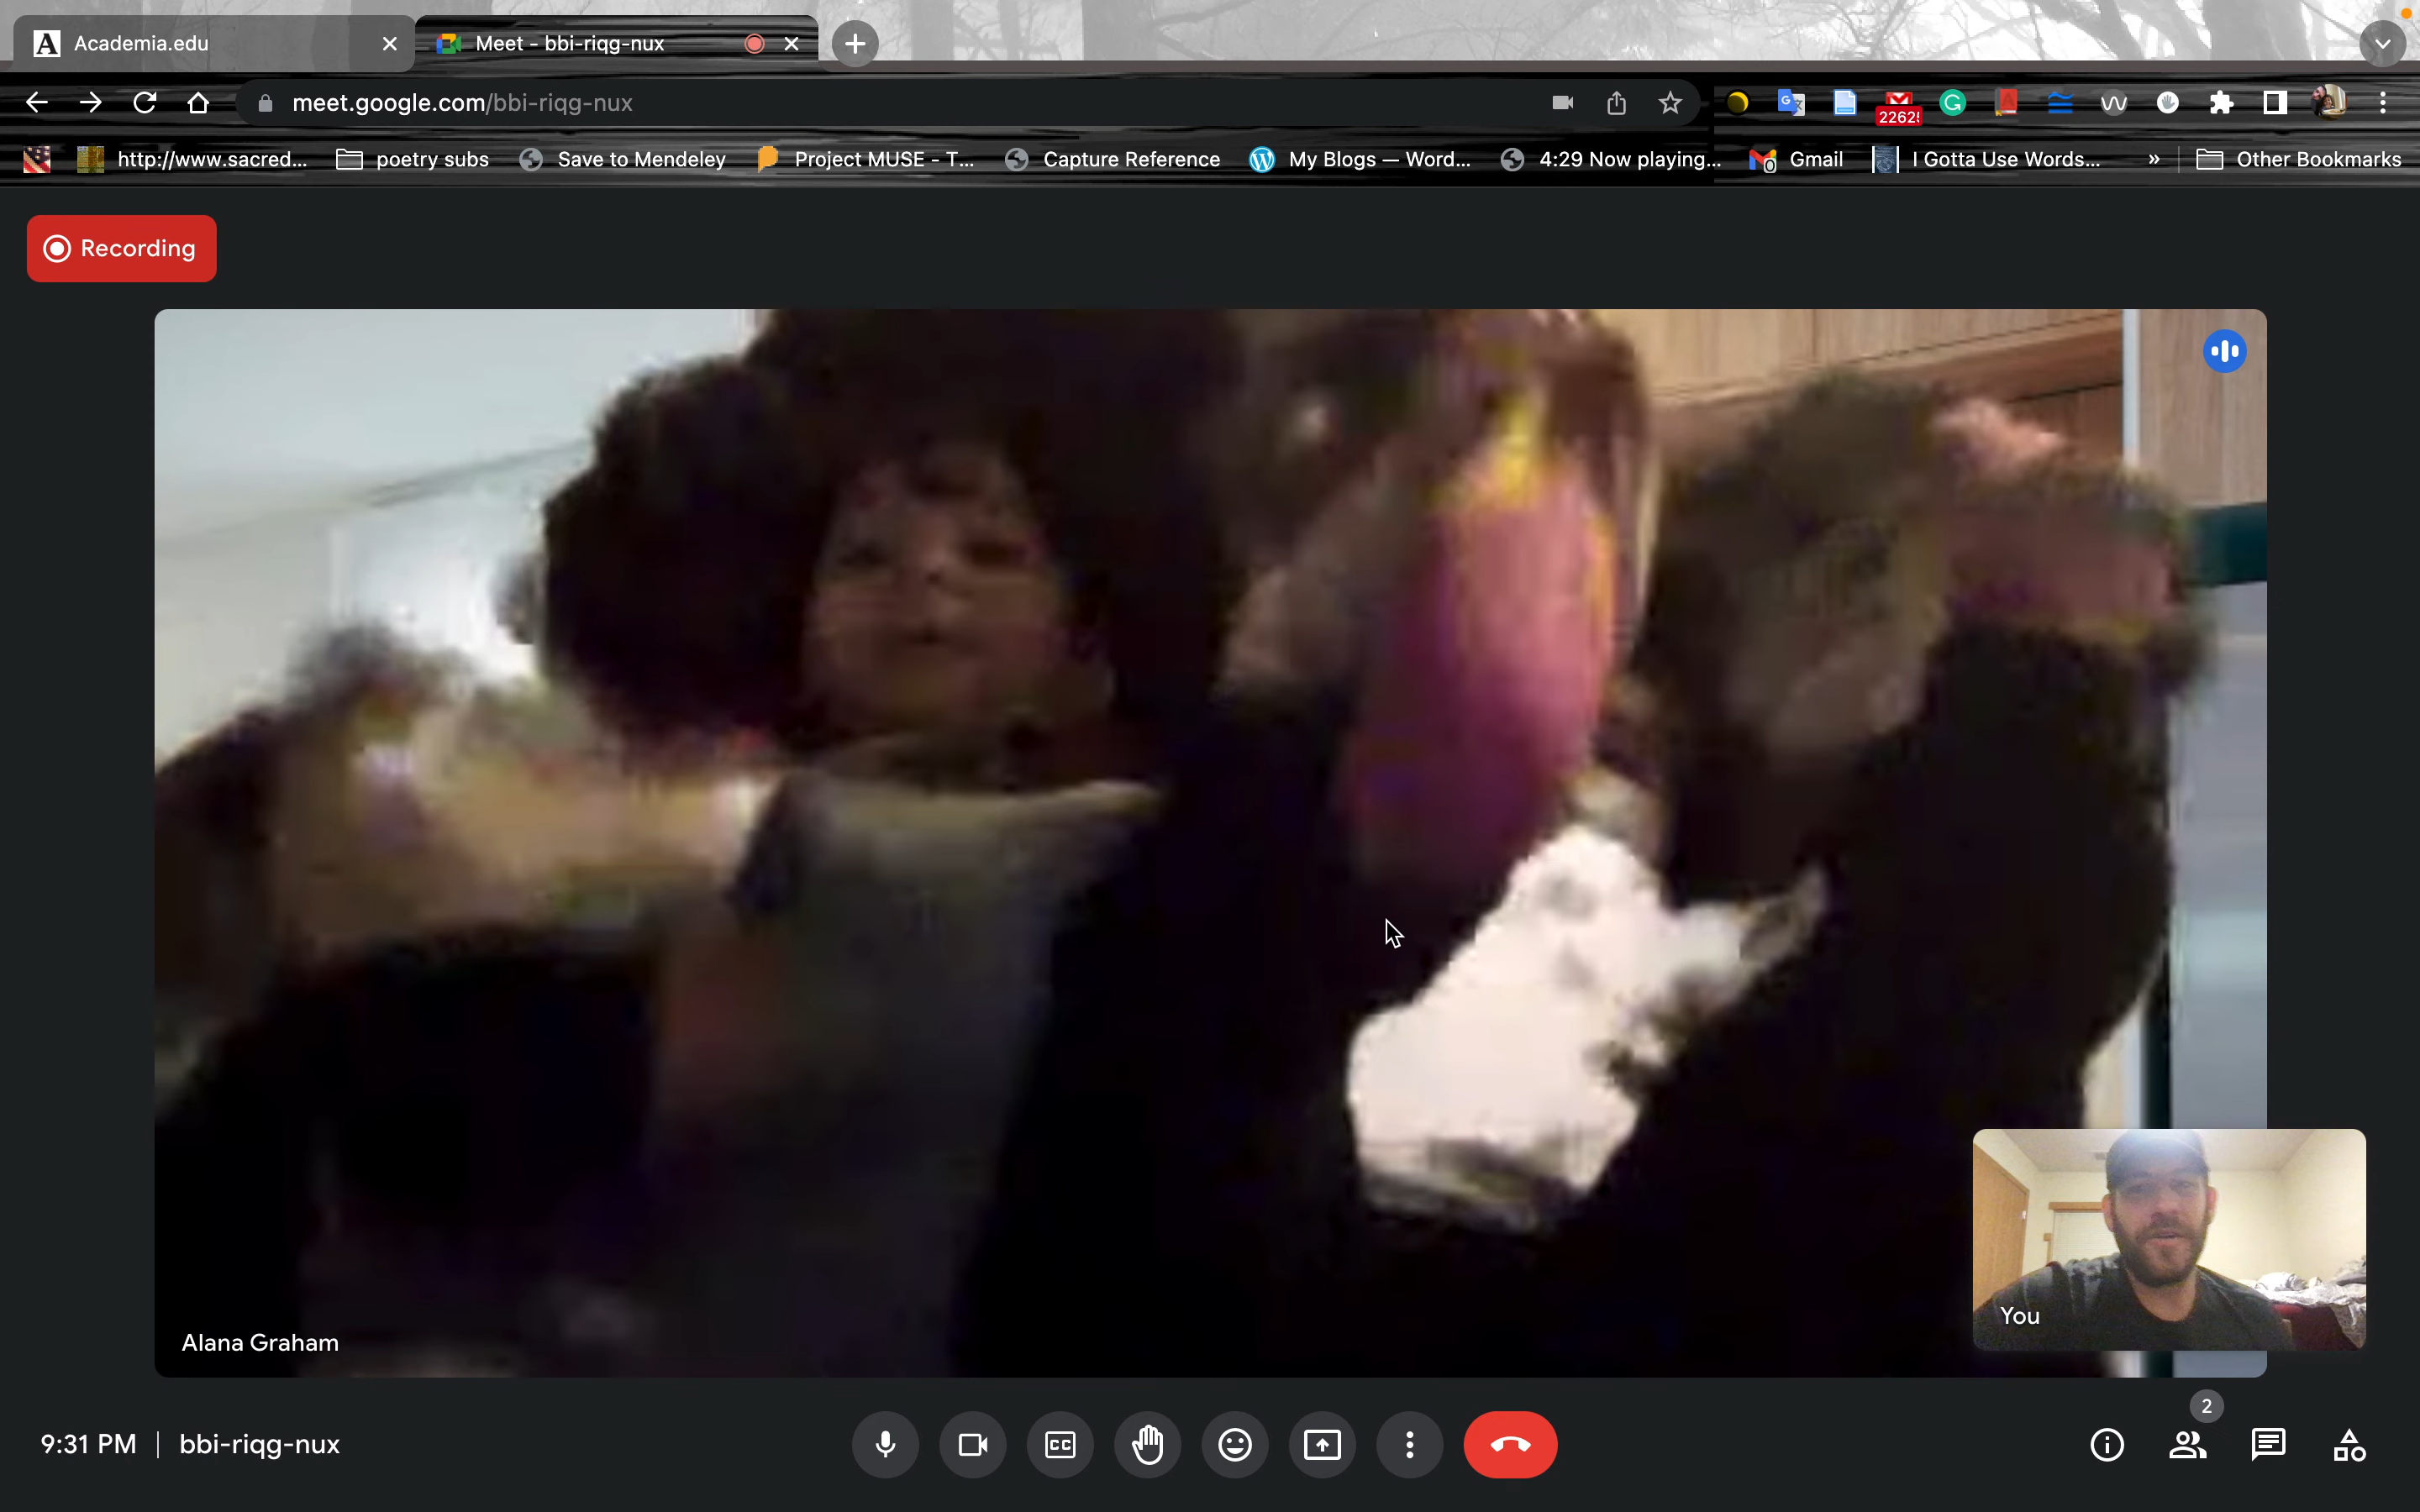 Academia.edu
Meet - bbi-riqg-nux
meet.google.com/bbi-riqg-nux
2262
http://www.sacred...
poetry subs
Save to Mendeley
Project MUSE - T...
Capture Reference
My Blogs — Word...
4:29 Now playing...
Gmail
I Gotta Use Words...
»
Other Bookmarks
Recording
Alana Graham
You
9:31 PM | bbi-riqg-nux
CC
2